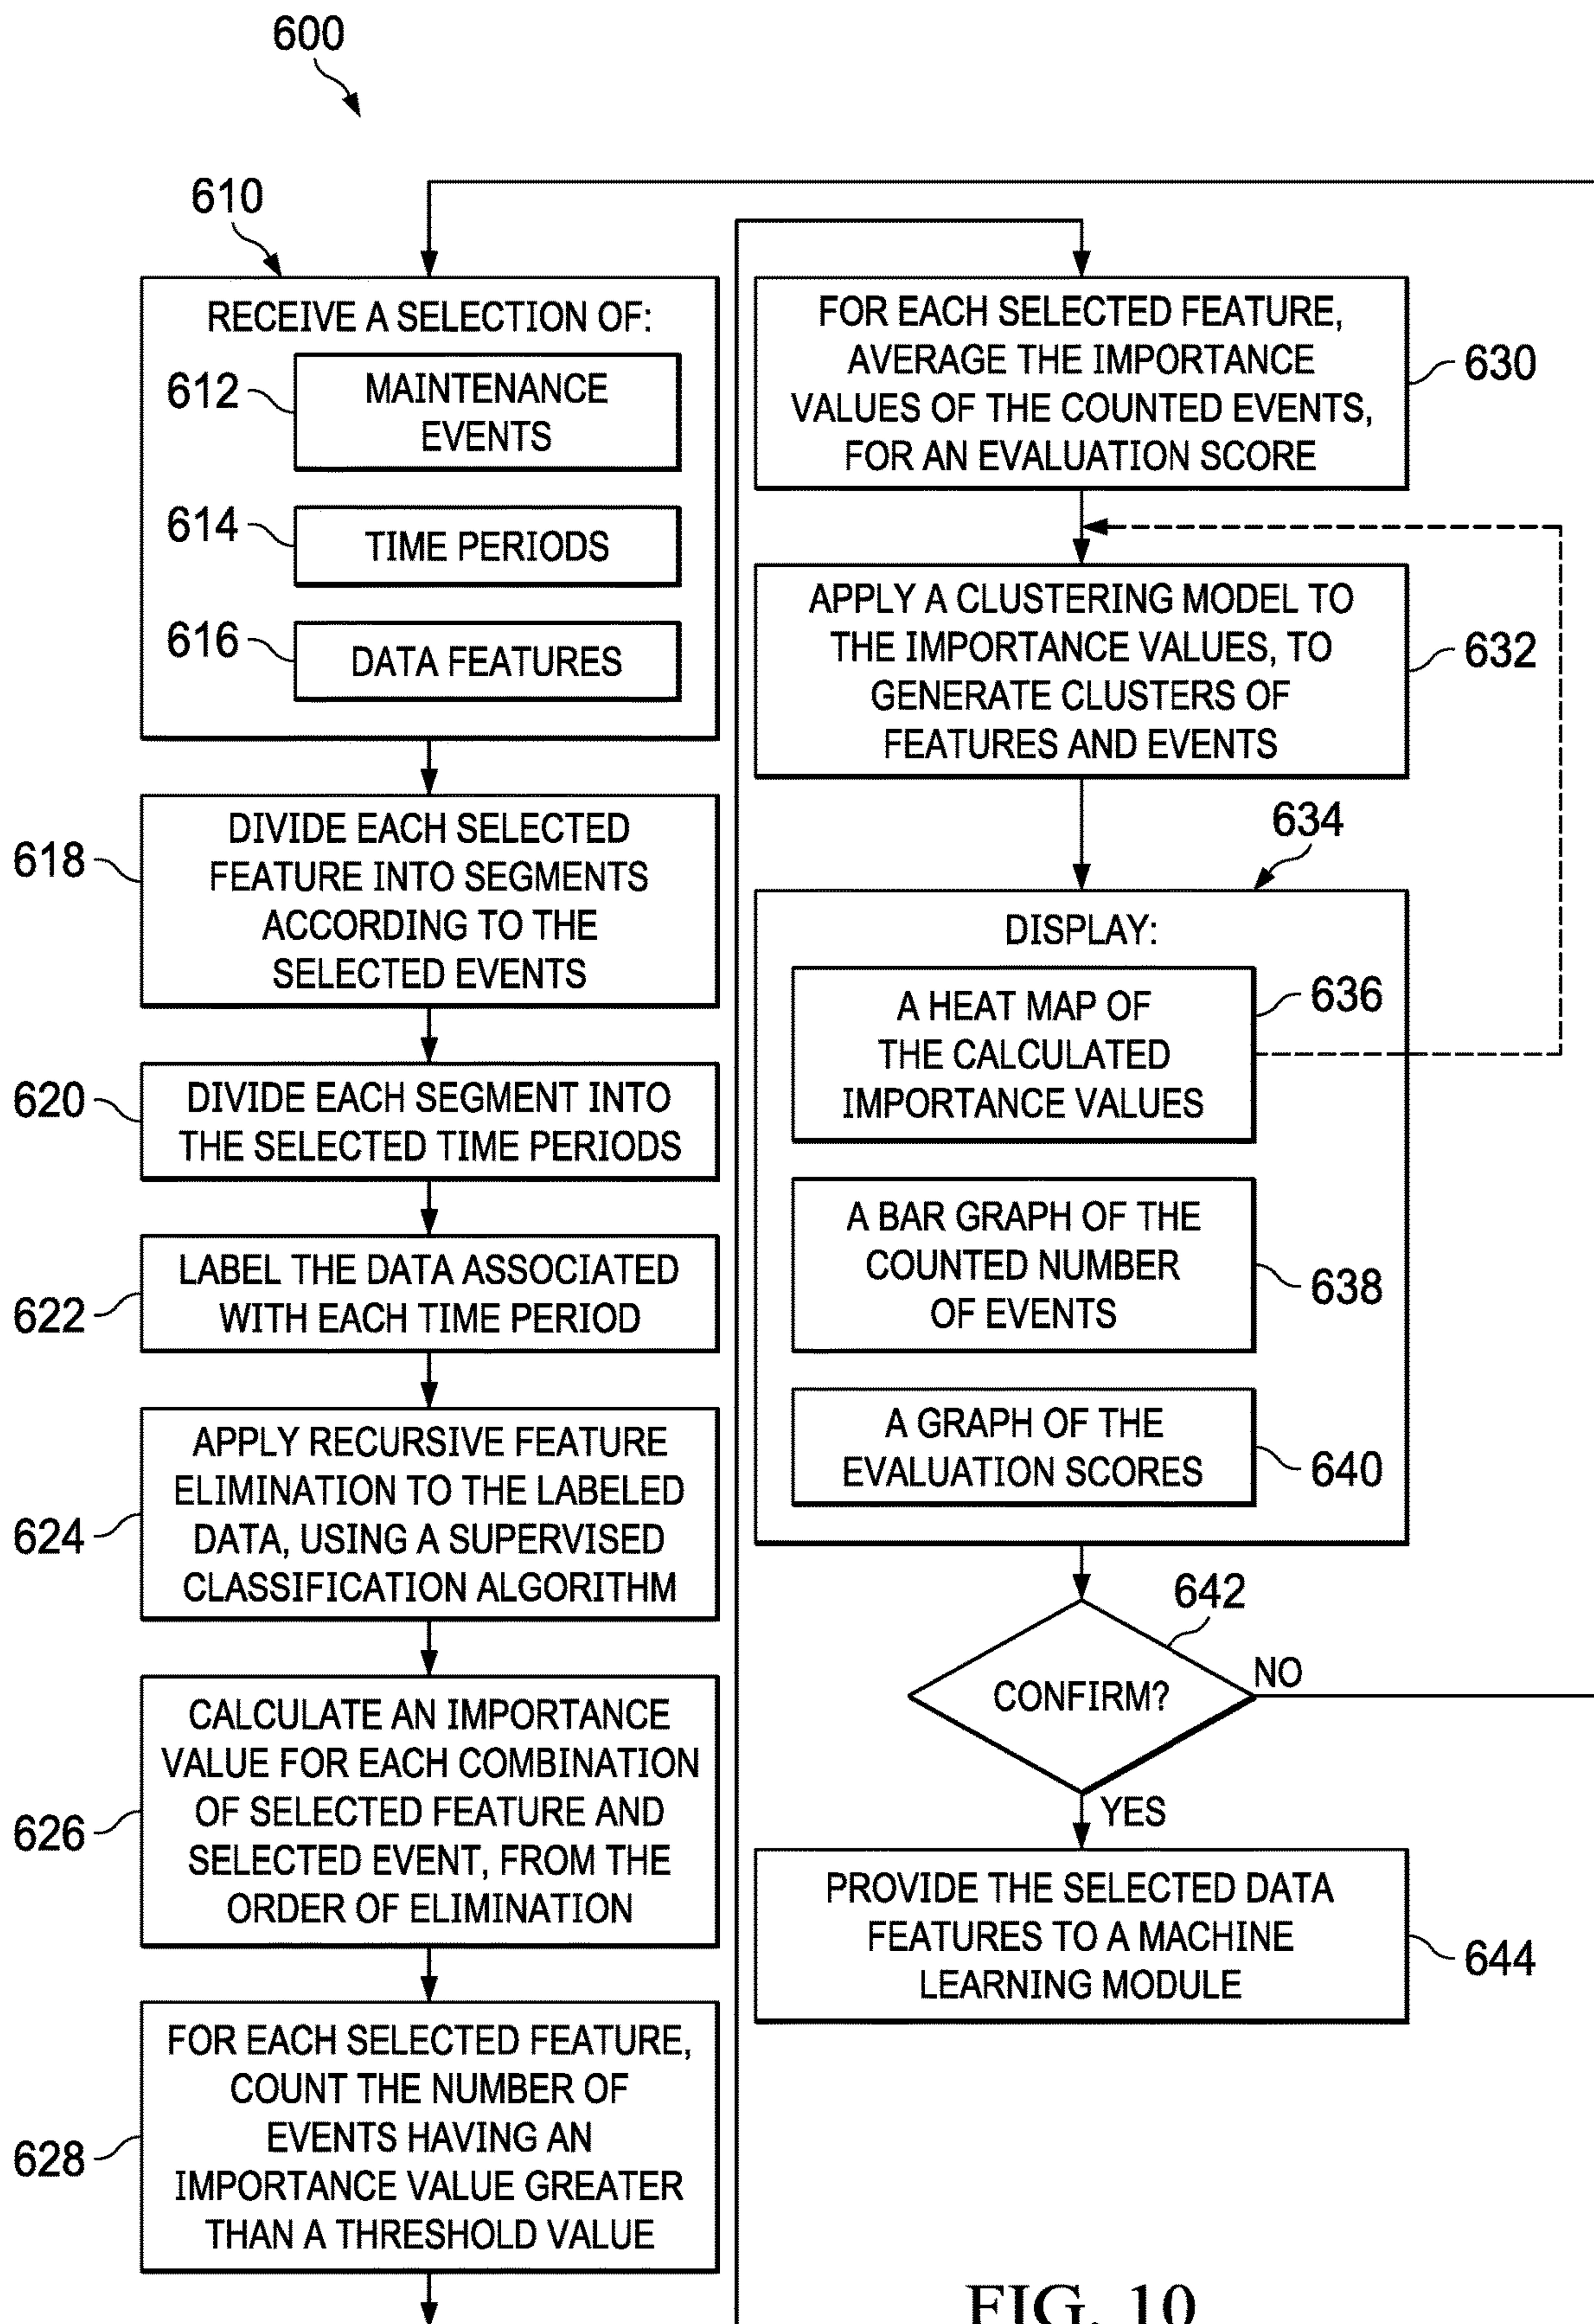 600
610
RECEIVE A SELECTION OF:
612
MAINTENANCE
EVENTS
614
TIME PERIODS
616
DATA FEATURES
618
DIVIDE EACH SELECTED
FEATURE INTO SEGMENTS
ACCORDING TO THE
SELECTED EVENTS
620
DIVIDE EACH SEGMENT INTO
THE SELECTED TIME PERIODS
622
LABEL THE DATA ASSOCIATED
WITH EACH TIME PERIOD
624
APPLY RECURSIVE FEATURE
ELIMINATION TO THE LABELED
DATA, USING A SUPERVISED
CLASSIFICATION ALGORITHM
626
CALCULATE AN IMPORTANCE
VALUE FOR EACH COMBINATION
OF SELECTED FEATURE AND
SELECTED EVENT, FROM THE
ORDER OF ELIMINATION
628
FOR EACH SELECTED FEATURE,
COUNT THE NUMBER OF
EVENTS HAVING AN
IMPORTANCE VALUE GREATER
THAN A THRESHOLD VALUE
FOR EACH SELECTED FEATURE,
AVERAGE THE IMPORTANCE
VALUES OF THE COUNTED EVENTS,
FOR AN EVALUATION SCORE
630
APPLY A CLUSTERING MODEL TO
THE IMPORTANCE VALUES, TO
GENERATE CLUSTERS OF
FEATURES AND EVENTS
632
634
DISPLAY:
A HEAT MAP OF
THE CALCULATED
IMPORTANCE VALUES
636
A BAR GRAPH OF THE
COUNTED NUMBER
OF EVENTS
638
A GRAPH OF THE
EVALUATION SCORES
640
642
CONFIRM?
NO
YES
PROVIDE THE SELECTED DATA
FEATURES TO A MACHINE
LEARNING MODULE
644
FIG. 10